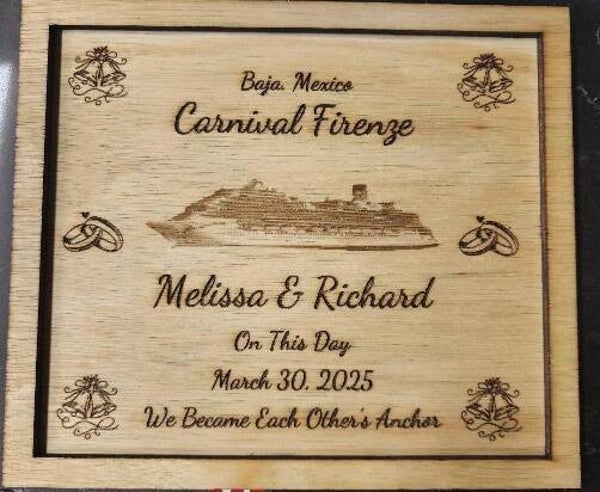 Baja, Mexico
Carnival Firenze
Melissa & Richard
On This Day
March 30, 2025
We Became Each Other's Anchor